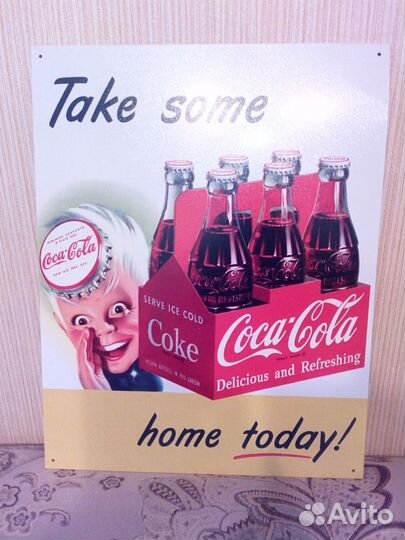 Take some
Coca-Cola
SERVE ICE COLD
Coke
Coca-Cola
Delicious and Refreshing
home today!
Avito